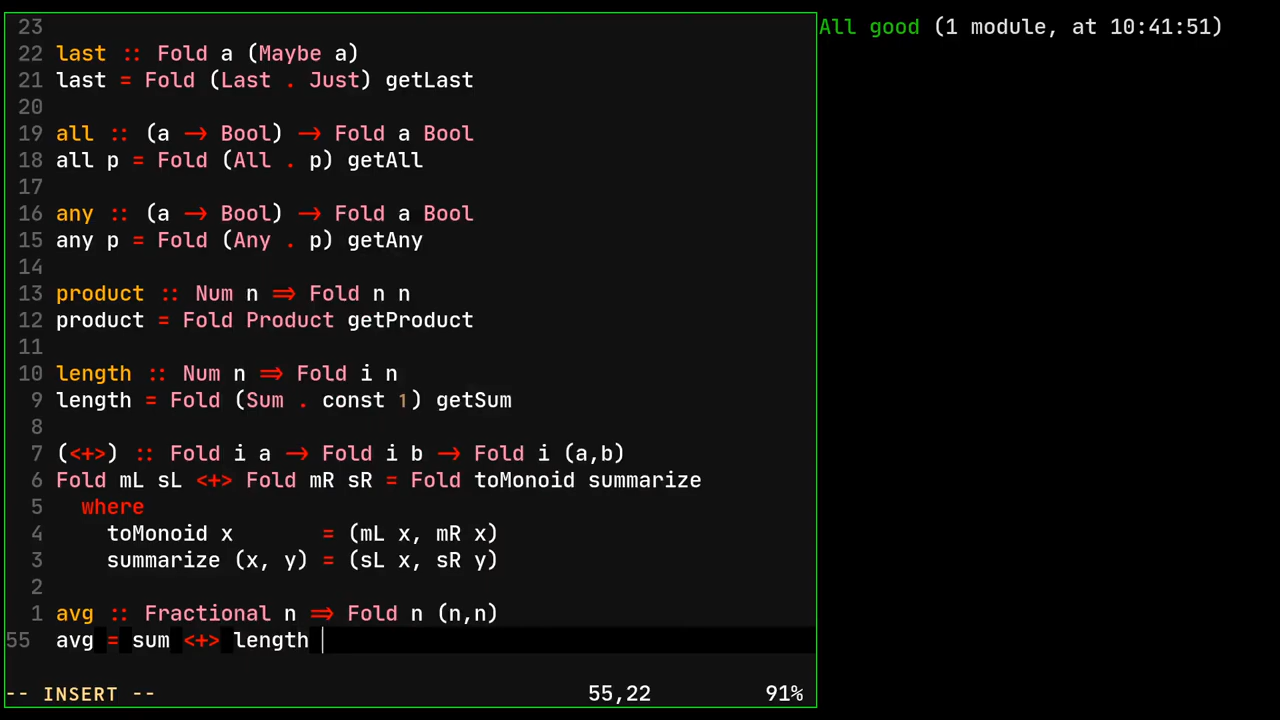 23
22 last :: Fold a (Maybe a)
21 last = Fold (Last . Just) getLast
20
19 all :: (a → Bool) → Fold a Bool
18 all p = Fold (All . p) getAll
17
16 any :: (a → Bool) → Fold a Bool
15 any p = Fold (Any . p) getAny
14
13 product :: Num n ⇒ Fold n n
12 product = Fold Product getProduct
11
10 length :: Num n ⇒ Fold i n
9 length = Fold (Sum . const 1) getSum
8
7 (<+>) :: Fold i a → Fold i b → Fold i (a,b)
6 Fold mL sL <+> Fold mR sR = Fold toMonoid summarize
5 where
4 toMonoid x = (mL x, mR x)
3 summarize (x, y) = (sL x, sR y)
2
1 avg :: Fractional n ⇒ Fold n (n,n)
55 avg = sum <+> length
-- INSERT -- 55,22 91%
All good (1 module, at 10:41:51)